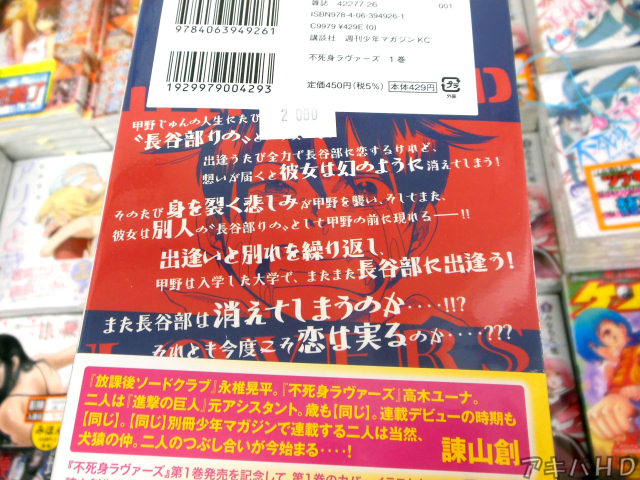 雑誌 42277-26
001
ISBN978-4-06-394926-1
C9979 ¥429E (0)
講談社 週刊少年マガジンKC
9784063949261
不死身ラヴァーズ 1巻
定価450円(税5%)
本体429円
1929979004293
2 000
甲野じゅんの人生にたび
〝長谷部りの〟と
出逢うたび全力で長谷部に恋するけれど、
想いが届くと彼女は幻のように消えてしまう!
そのたび身を裂く悲しみが甲野を襲い、そしてまた、
彼女は別人の〝長谷部りの〟として甲野の前に現れる──!!
出逢いと別れを繰り返し、
甲野は入学した大学で、またまた長谷部に出逢う!
また長谷部は消えてしまうのか‥‥!!?
それとも今度こそ恋は実るのか‥‥???
『放課後ソードクラブ』永椎晃平。『不死身ラヴァーズ』高木ユーナ。
二人は『進撃の巨人』元アシスタント。歳も【同じ】。連載デビューの時期も
【同じ】。【同じ】別冊少年マガジンで連載する二人は当然、
犬猿の仲。二人のつぶし合いが今始まる‥‥!
諫山創
『不死身ラヴァーズ』第1巻発売を記念して、第1巻のカバーイラスト
アキバHD